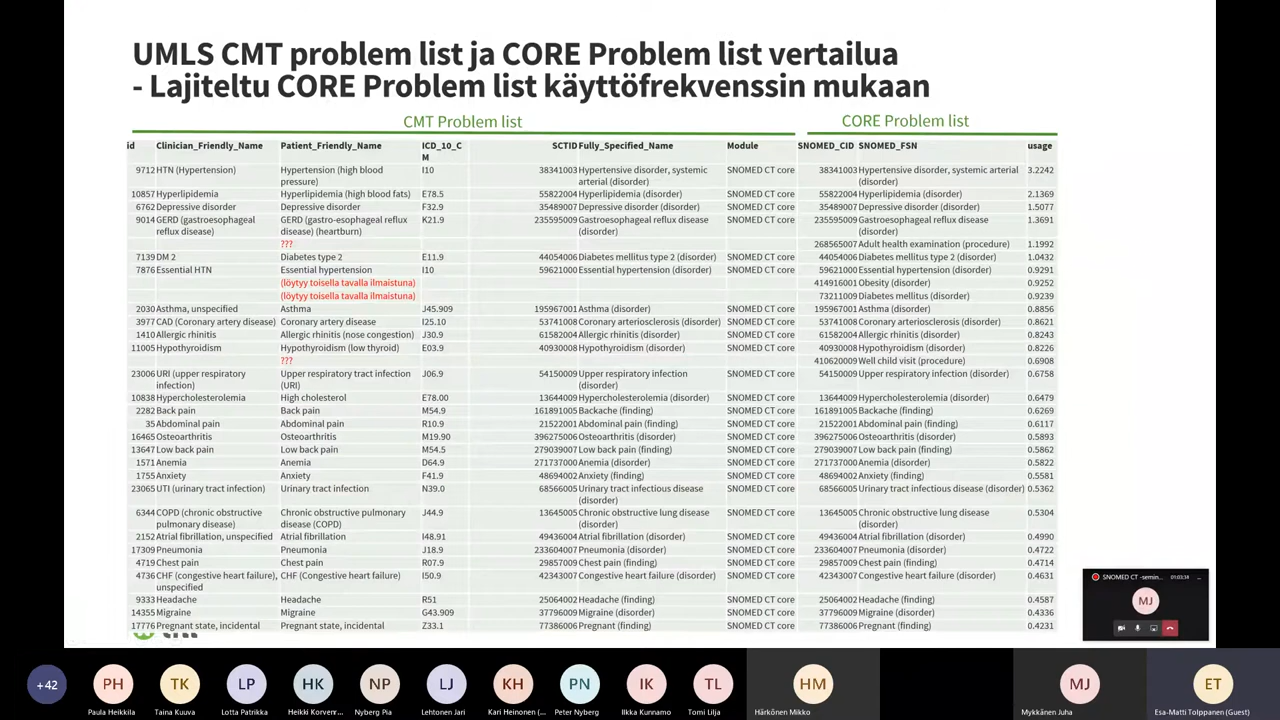 UMLS CMT problem list ja CORE Problem list vertailua
- Lajiteltu CORE Problem list käyttöfrekvenssin mukaan
CMT Problem list CORE Problem list
id Clinician_Friendly_Name Patient_Friendly_Name ICD_10_C SCTID Fully_Specified_Name Module SNOMED_CID SNOMED_FSN usage
M
9712 HTN (Hypertension) Hypertension (high blood I10 38341003 Hypertensive disorder, systemic SNOMED CT core 38341003 Hypertensive disorder, systemic arterial 3.2242
pressure) arterial (disorder) (disorder)
10857 Hyperlipidemia Hyperlipidemia (high blood fats) E78.5 55822004 Hyperlipidemia (disorder) SNOMED CT core 55822004 Hyperlipidemia (disorder) 2.1369
6762 Depressive disorder Depressive disorder F32.9 35489007 Depressive disorder (disorder) SNOMED CT core 35489007 Depressive disorder (disorder) 1.5077
9014 GERD (gastroesophageal GERD (gastro-esophageal reflux K21.9 235595009 Gastroesophageal reflux disease SNOMED CT core 235595009 Gastroesophageal reflux disease 1.3691
reflux disease) disease) (heartburn) (disorder) (disorder)
??? 268565007 Adult health examination (procedure) 1.1992
7139 DM 2 Diabetes type 2 E11.9 44054006 Diabetes mellitus type 2 (disorder) SNOMED CT core 44054006 Diabetes mellitus type 2 (disorder) 1.0432
7876 Essential HTN Essential hypertension I10 59621000 Essential hypertension (disorder) SNOMED CT core 59621000 Essential hypertension (disorder) 0.9291
(löytyy toisella tavalla ilmaistuna) 414916001 Obesity (disorder) 0.9252
(löytyy toisella tavalla ilmaistuna) 73211009 Diabetes mellitus (disorder) 0.9239
2030 Asthma, unspecified Asthma J45.909 195967001 Asthma (disorder) SNOMED CT core 195967001 Asthma (disorder) 0.8856
3977 CAD (Coronary artery disease) Coronary artery disease I25.10 53741008 Coronary arteriosclerosis (disorder) SNOMED CT core 53741008 Coronary arteriosclerosis (disorder) 0.8621
1410 Allergic rhinitis Allergic rhinitis (nose congestion) J30.9 61582004 Allergic rhinitis (disorder) SNOMED CT core 61582004 Allergic rhinitis (disorder) 0.8243
11005 Hypothyroidism Hypothyroidism (low thyroid) E03.9 40930008 Hypothyroidism (disorder) SNOMED CT core 40930008 Hypothyroidism (disorder) 0.8226
??? 410620009 Well child visit (procedure) 0.6908
23006 URI (upper respiratory Upper respiratory tract infection J06.9 54150009 Upper respiratory infection SNOMED CT core 54150009 Upper respiratory infection (disorder) 0.6758
infection) (URI) (disorder)
10838 Hypercholesterolemia High cholesterol E78.00 13644009 Hypercholesterolemia (disorder) SNOMED CT core 13644009 Hypercholesterolemia (disorder) 0.6479
2282 Back pain Back pain M54.9 161891005 Backache (finding) SNOMED CT core 161891005 Backache (finding) 0.6269
35 Abdominal pain Abdominal pain R10.9 21522001 Abdominal pain (finding) SNOMED CT core 21522001 Abdominal pain (finding) 0.6117
16465 Osteoarthritis Osteoarthritis M19.90 396275006 Osteoarthritis (disorder) SNOMED CT core 396275006 Osteoarthritis (disorder) 0.5893
13647 Low back pain Low back pain M54.5 279039007 Low back pain (finding) SNOMED CT core 279039007 Low back pain (finding) 0.5862
1571 Anemia Anemia D64.9 271737000 Anemia (disorder) SNOMED CT core 271737000 Anemia (disorder) 0.5822
1755 Anxiety Anxiety F41.9 48694002 Anxiety (finding) SNOMED CT core 48694002 Anxiety (finding) 0.5581
23065 UTI (urinary tract infection) Urinary tract infection N39.0 68566005 Urinary tract infectious disease SNOMED CT core 68566005 Urinary tract infectious disease (disorder) 0.5362
(disorder)
6344 COPD (chronic obstructive Chronic obstructive pulmonary J44.9 13645005 Chronic obstructive lung disease SNOMED CT core 13645005 Chronic obstructive lung disease 0.5304
pulmonary disease) disease (COPD) (disorder) (disorder)
2152 Atrial fibrillation, unspecified Atrial fibrillation I48.91 49436004 Atrial fibrillation (disorder) SNOMED CT core 49436004 Atrial fibrillation (disorder) 0.4990
17309 Pneumonia Pneumonia J18.9 233604007 Pneumonia (disorder) SNOMED CT core 233604007 Pneumonia (disorder) 0.4722
4719 Chest pain Chest pain R07.9 29857009 Chest pain (finding) SNOMED CT core 29857009 Chest pain (finding) 0.4714
4736 CHF (congestive heart failure), CHF (Congestive heart failure) I50.9 42343007 Congestive heart failure (disorder) SNOMED CT core 42343007 Congestive heart failure (disorder) 0.4631
unspecified
9333 Headache Headache R51 25064002 Headache (finding) SNOMED CT core 25064002 Headache (finding) 0.4587
14355 Migraine Migraine G43.909 37796009 Migraine (disorder) SNOMED CT core 37796009 Migraine (disorder) 0.4336
17776 Pregnant state, incidental Pregnant state, incidental Z33.1 77386006 Pregnant (finding) SNOMED CT core 77386006 Pregnant (finding) 0.4231
SNOMED CT -semin... 01:03:38 ...
MJ
+42 PH TK LP HK NP LJ KH PN IK TL HM MJ ET
Paula Heikkila Taina Kuuva Lotta Patrikka Heikki Korvenr... Nyberg Pia Lehtonen Jari Kari Heinonen (... Peter Nyberg Ilkka Kunnamo Tomi Lilja Härkönen Mikko Mykkänen Juha Esa-Matti Tolppanen (Guest)